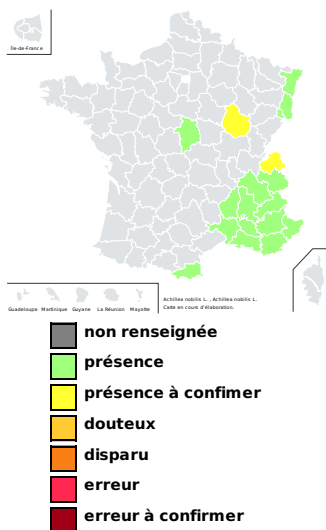 Île-de-France
Guadeloupe Martinique Guyane La Réunion Mayotte
Achillea nobilis L. , Achillea nobilis L.
Carte en cours d'élaboration.
non renseignée
présence
présence à confimer
douteux
disparu
erreur
erreur à confirmer